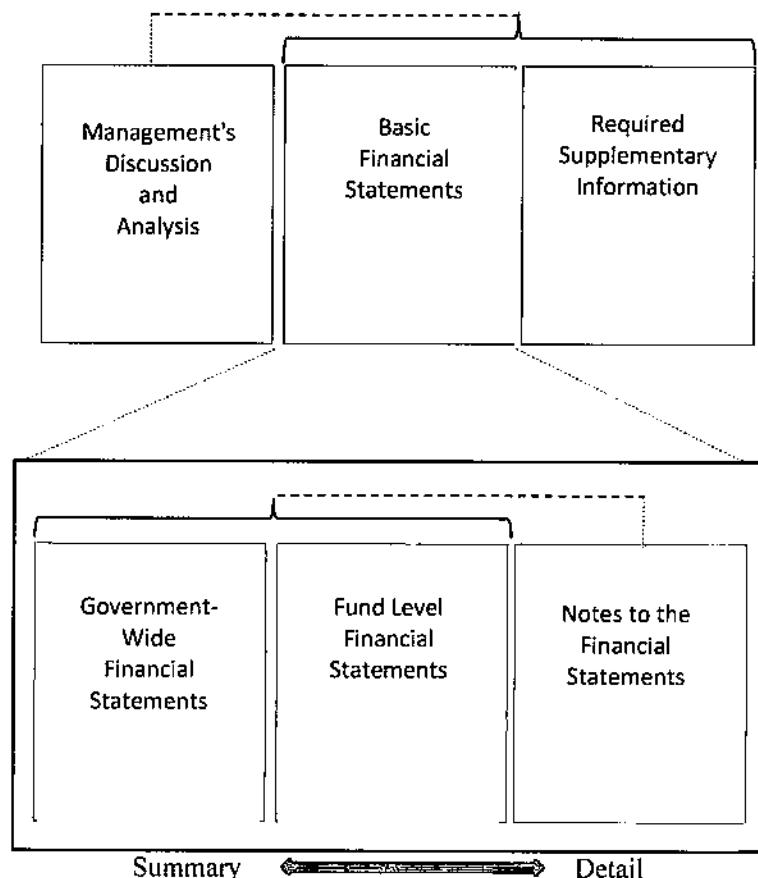 Management's
Discussion
and
Analysis
Basic
Financial
Statements
Required
Supplementary
Information
Government-
Wide
Financial
Statements
Fund Level
Financial
Statements
Notes to the
Financial
Statements
Summary
Detail